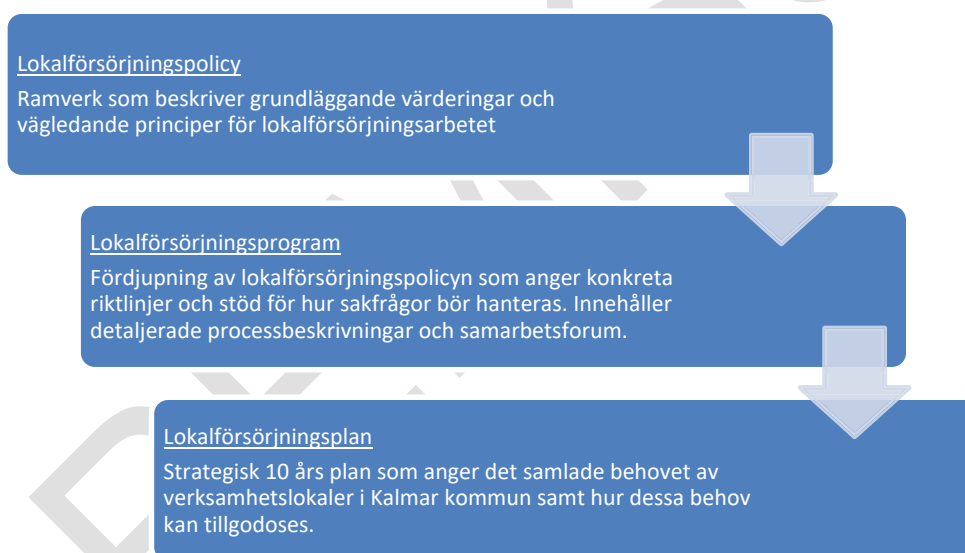 Lokalförsörjningspolicy
Ramverk som beskriver grundläggande värderingar och
vägledande principer för lokalförsörjningsarbetet
Lokalförsörjningsprogram
Fördjupning av lokalförsörjningspolicyn som anger konkreta
riktlinjer och stöd för hur sakfrågor bör hanteras. Innehåller
detaljerade processbeskrivningar och samarbetsforum.
Lokalförsörjningsplan
Strategisk 10 års plan som anger det samlade behovet av
verksamhetslokaler i Kalmar kommun samt hur dessa behov
kan tillgodoses.